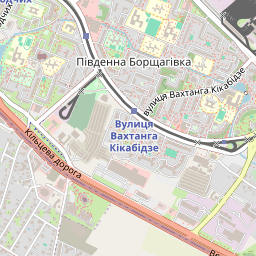 Південна Борщагівка
вулиця Вахтанга Кікабідзе
Вулиця
Вахтанга
Кікабідзе
Кільцева дорога